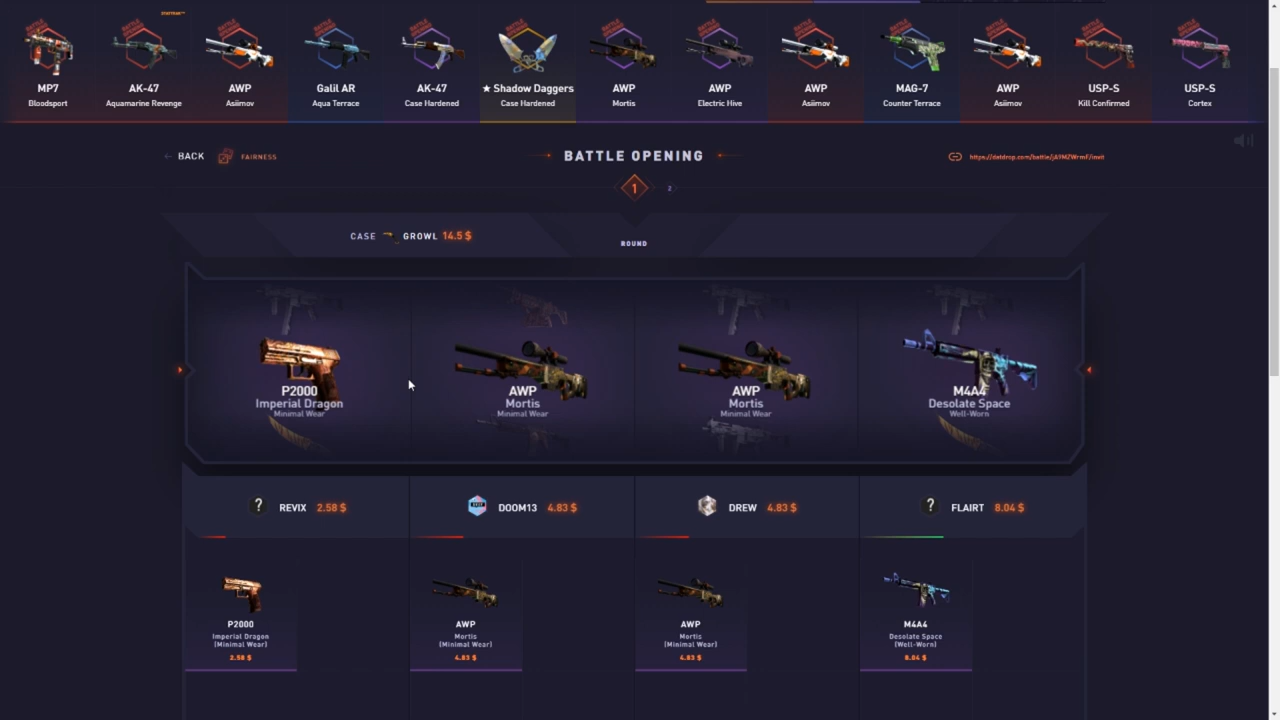 MP7
Bloodsport
AK-47
Aquamarine Revenge
AWP
Asiimov
Galil AR
Aqua Terrace
AK-47
Case Hardened
★ Shadow Daggers
Case Hardened
AWP
Mortis
AWP
Electric Hive
AWP
Asiimov
MAG-7
Counter Terrace
AWP
Asiimov
USP-S
Kill Confirmed
USP-S
Cortex
← BACK
FAIRNESS
BATTLE OPENING
1
2
CASE GROWL 14.5 $
ROUND
P2000
Imperial Dragon
Minimal Wear
AWP
Mortis
Minimal Wear
AWP
Mortis
Minimal Wear
M4A4
Desolate Space
Well-Worn
? REVIX 2.58 $
DOOM13 4.83 $
DREW 4.83 $
? FLAIRT 8.04 $
P2000
Imperial Dragon
(Minimal Wear)
2.58 $
AWP
Mortis
(Minimal Wear)
4.83 $
AWP
Mortis
(Minimal Wear)
4.83 $
M4A4
Desolate Space
(Well-Worn)
8.04 $